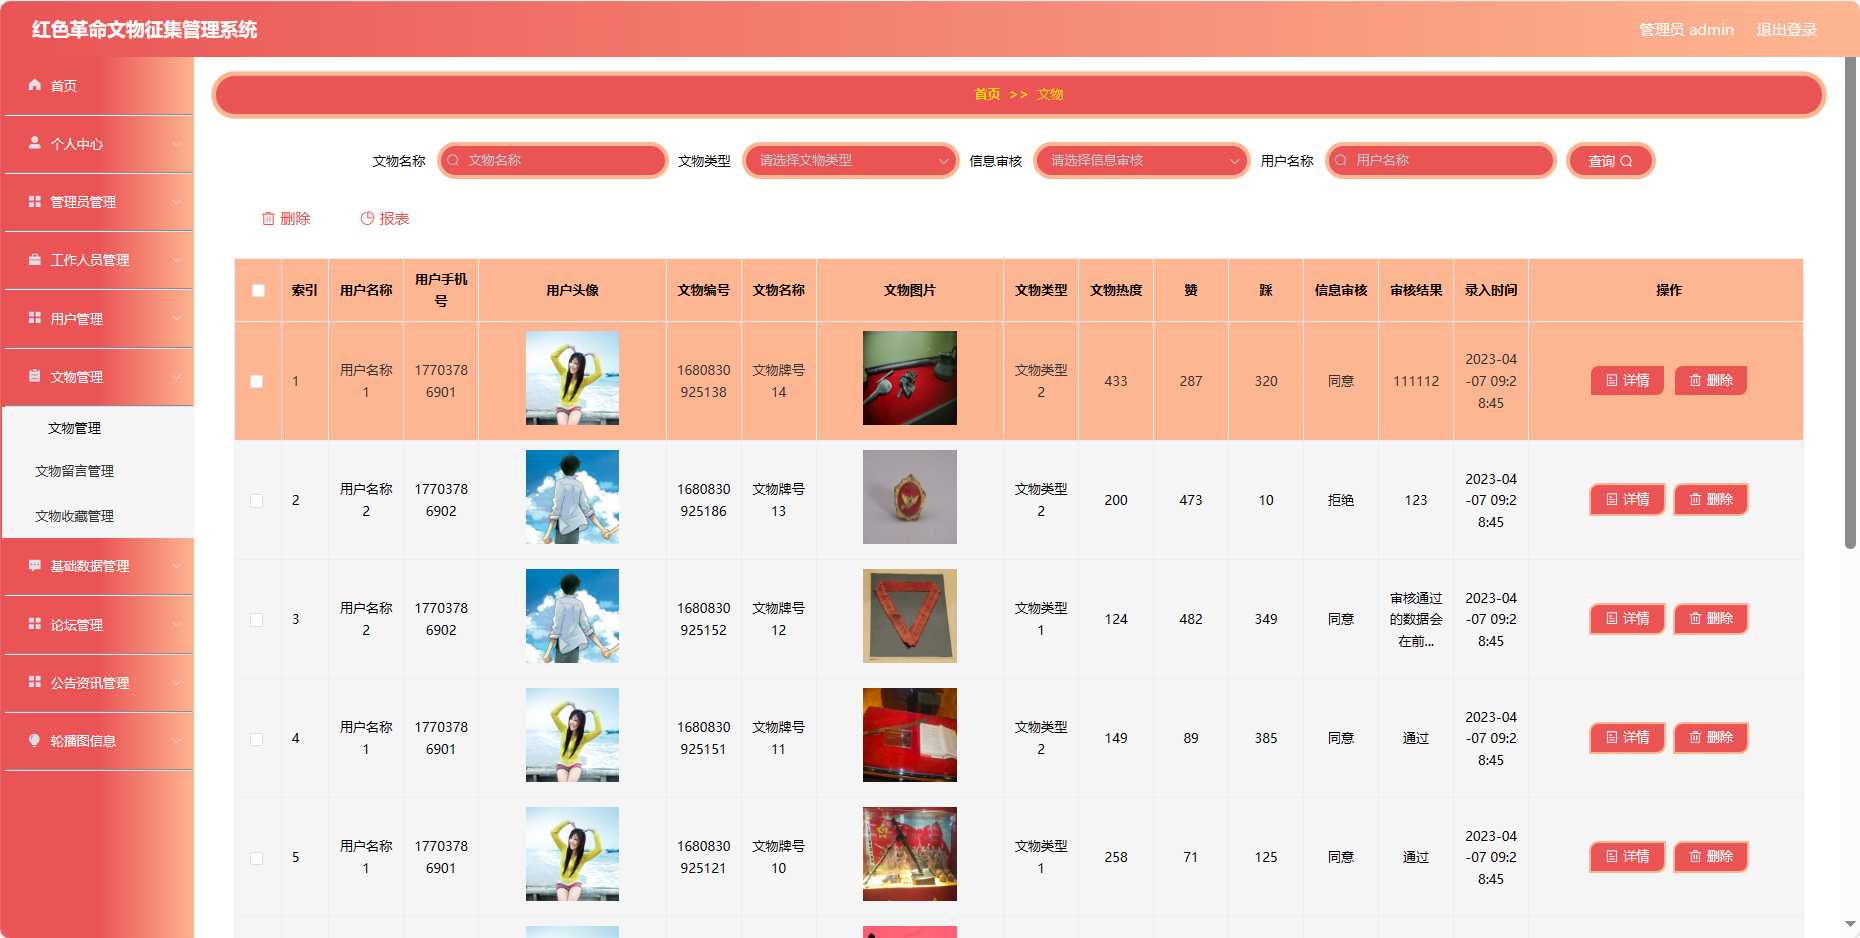 红色革命文物征集管理系统
管理员 admin 退出登录
首页
个人中心
管理员管理
工作人员管理
用户管理
文物管理
文物管理
文物留言管理
文物收藏管理
基础数据管理
论坛管理
公告资讯管理
轮播图信息
首页 >> 文物
文物名称 文物名称 文物类型 请选择文物类型 信息审核 请选择信息审核 用户名称 用户名称 查询
删除 报表
索引 用户名称 用户手机号 用户头像 文物编号 文物名称 文物图片 文物类型 文物热度 赞 踩 信息审核 审核结果 录入时间 操作
1 用户名称1 17703786901 1680830925138 文物牌号14 文物类型2 433 287 320 同意 111112 2023-04-07 09:28:45 详情 删除
2 用户名称2 17703786902 1680830925186 文物牌号13 文物类型2 200 473 10 拒绝 123 2023-04-07 09:28:45 详情 删除
3 用户名称2 17703786902 1680830925152 文物牌号12 文物类型1 124 482 349 同意 审核通过的数据会在前... 2023-04-07 09:28:45 详情 删除
4 用户名称1 17703786901 1680830925151 文物牌号11 文物类型2 149 89 385 同意 通过 2023-04-07 09:28:45 详情 删除
5 用户名称1 17703786901 1680830925121 文物牌号10 文物类型1 258 71 125 同意 通过 2023-04-07 09:28:45 详情 删除